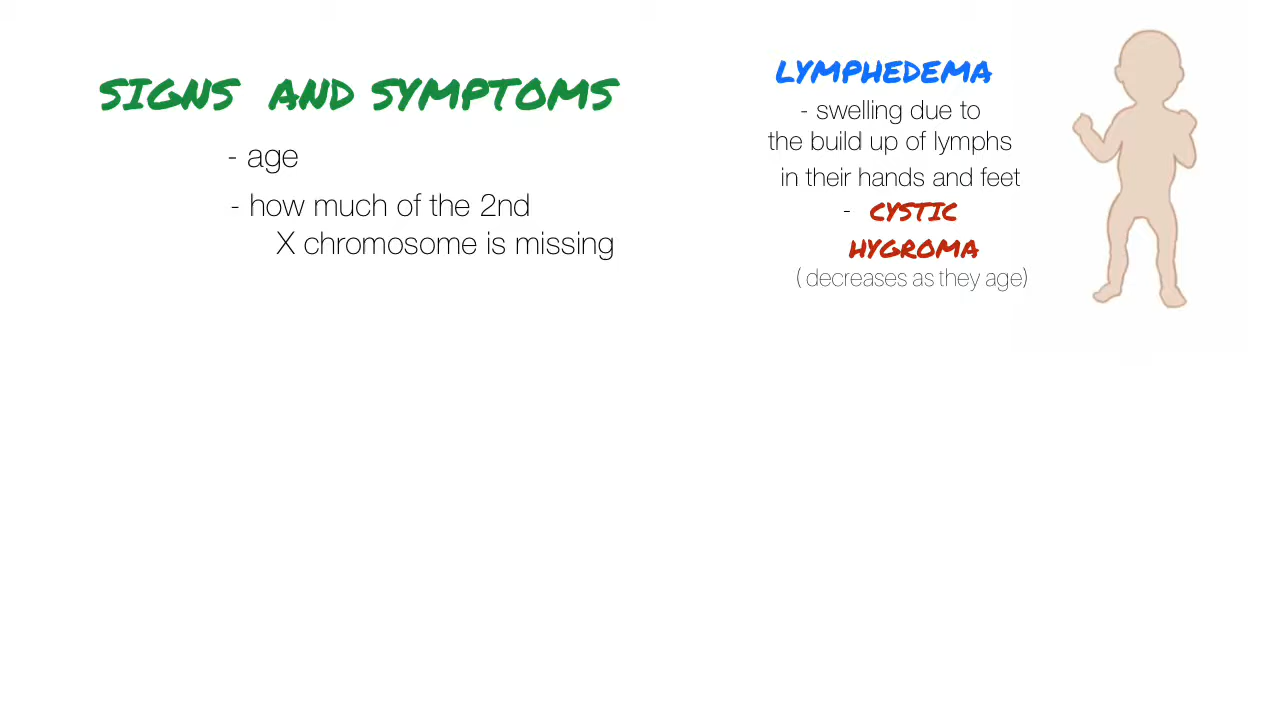 SIGNS AND SYMPTOMS
- age
- how much of the 2nd
X chromosome is missing
LYMPHEDEMA
- swelling due to
the build up of lymphs
in their hands and feet
- CYSTIC
HYGROMA
( decreases as they age)